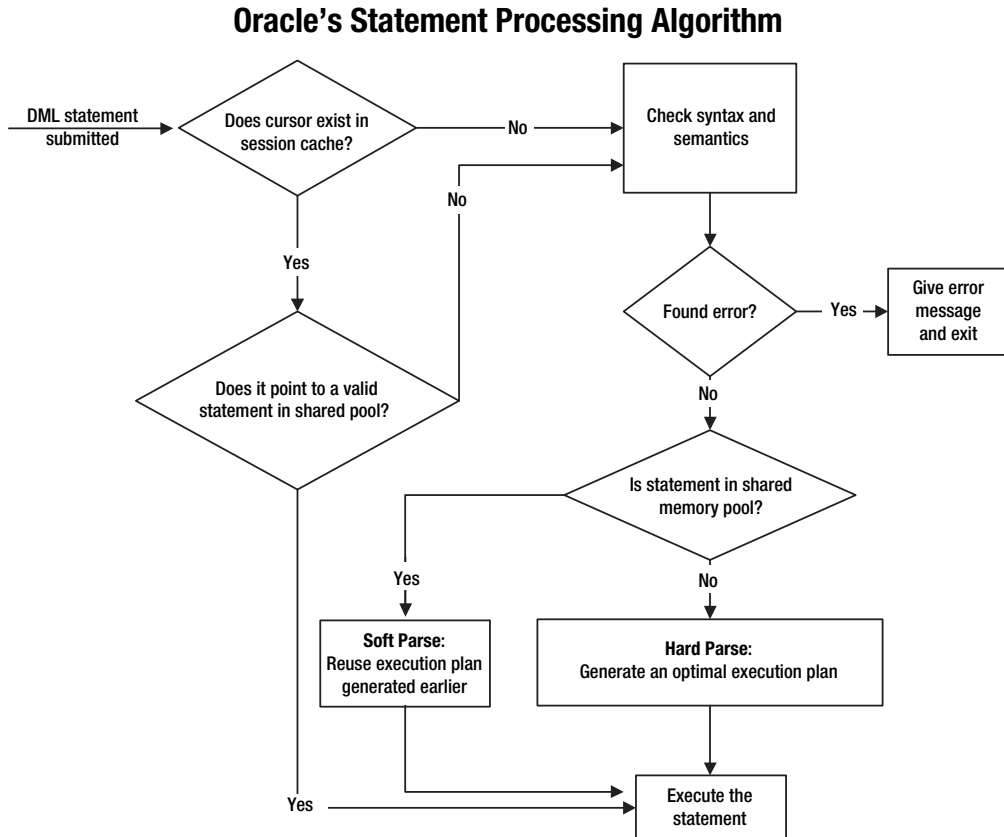 Oracle’s Statement Processing Algorithm
DML statement
submitted
Does cursor exist in
session cache?
No
Check syntax and
semantics
No
Yes
Found error?
Yes
Give error
message
and exit
Does it point to a valid
statement in shared pool?
No
Is statement in shared
memory pool?
Yes
No
Soft Parse:
Reuse execution plan
generated earlier
Hard Parse:
Generate an optimal execution plan
Yes
Execute the
statement